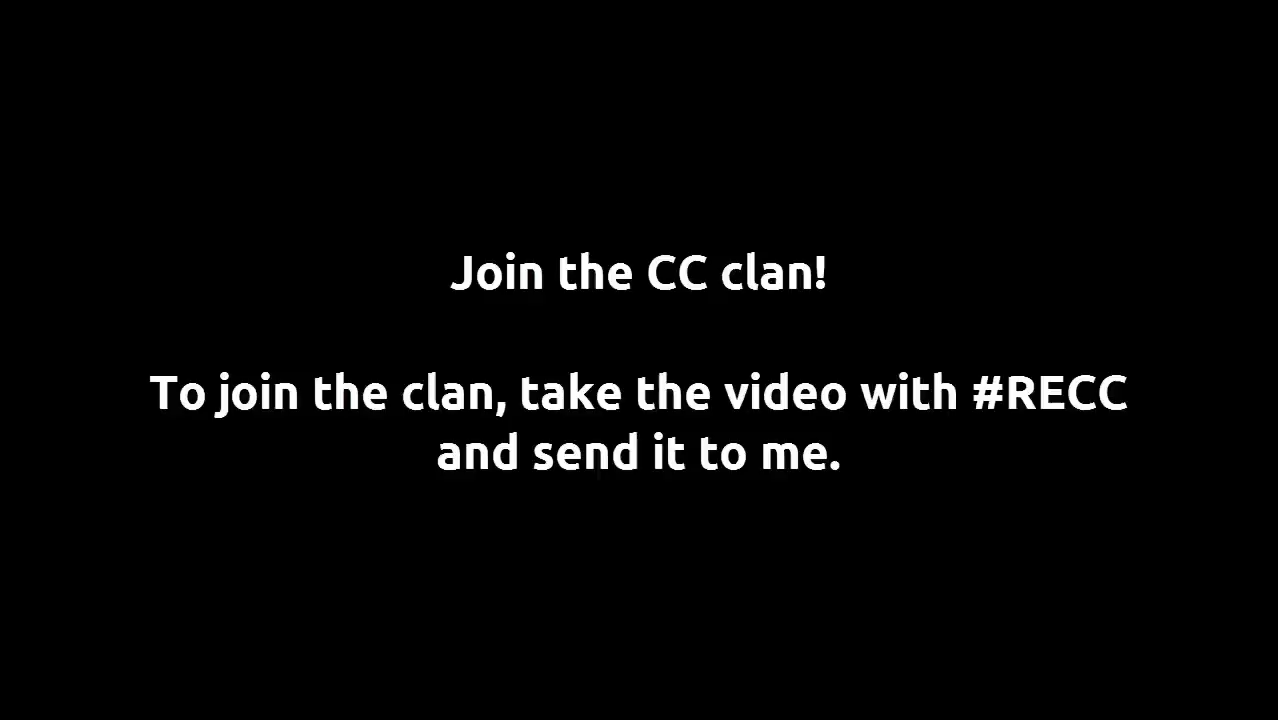 Join the CC clan!
To join the clan, take the video with #RECC
and send it to me.